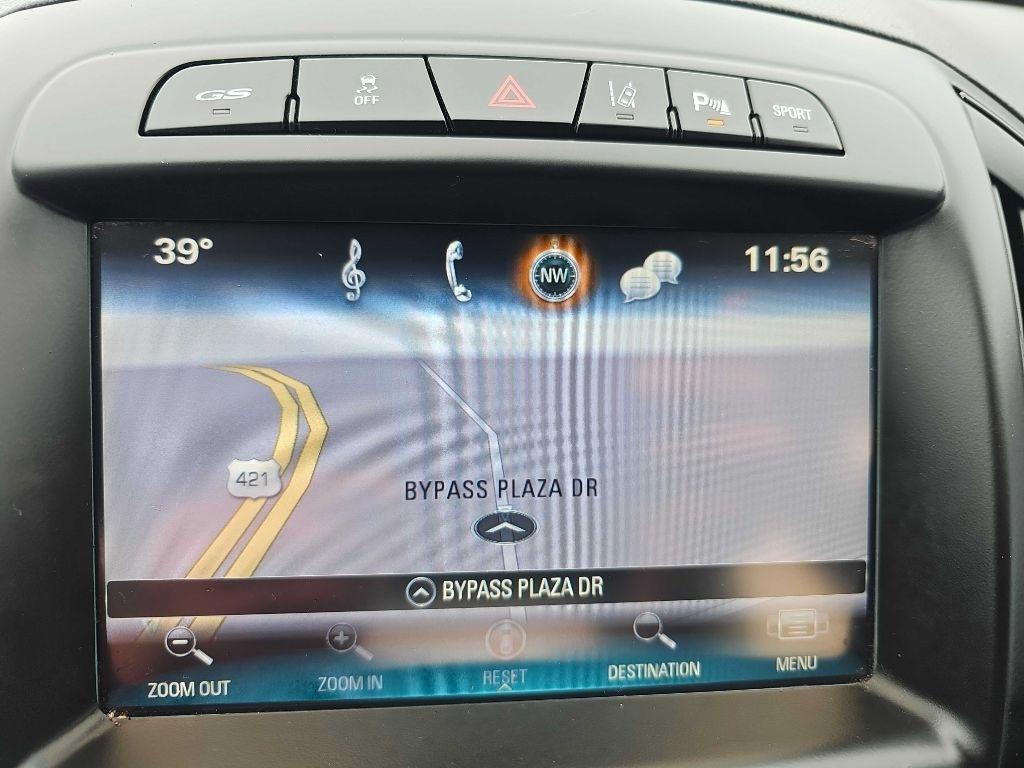 GS
OFF
P
SPORT
39°
NW
11:56
421
BYPASS PLAZA DR
BYPASS PLAZA DR
ZOOM OUT
ZOOM IN
RESET
DESTINATION
MENU